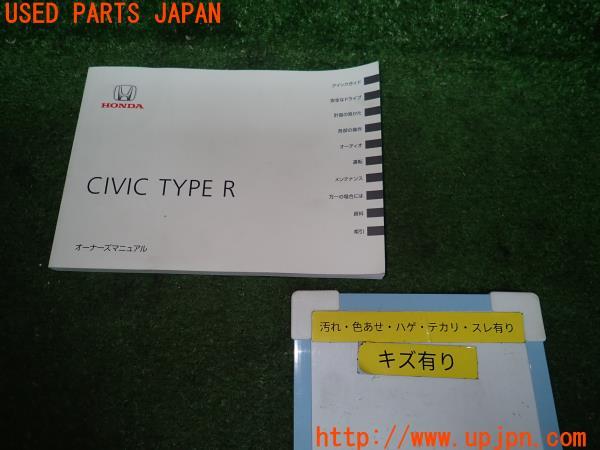 USED PARTS JAPAN
HONDA
CIVIC TYPE R
オーナーズマニュアル
クイックガイド
安全なドライブ
計器の見かた
各部の操作
オーディオ
運転
メンテナンス
万一の場合には
資料
索引
汚れ・色あせ・ハゲ・テカリ・スレ有り
キズ有り
http://www.upjpn.com